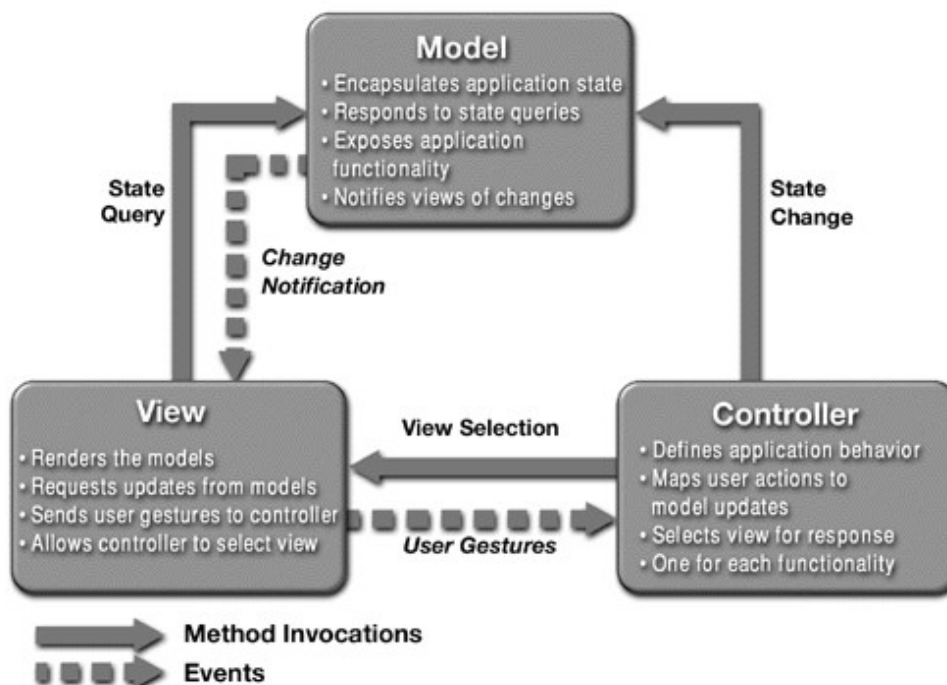 Model
• Encapsulates application state
• Responds to state queries
• Exposes application
functionality
• Notifies views of changes
State
Query
State
Change
Change
Notification
View
• Renders the models
• Requests updates from models
• Sends user gestures to controller
• Allows controller to select view
View Selection
User Gestures
Controller
• Defines application behavior
• Maps user actions to
model updates
• Selects view for response
• One for each functionality
Method Invocations
Events